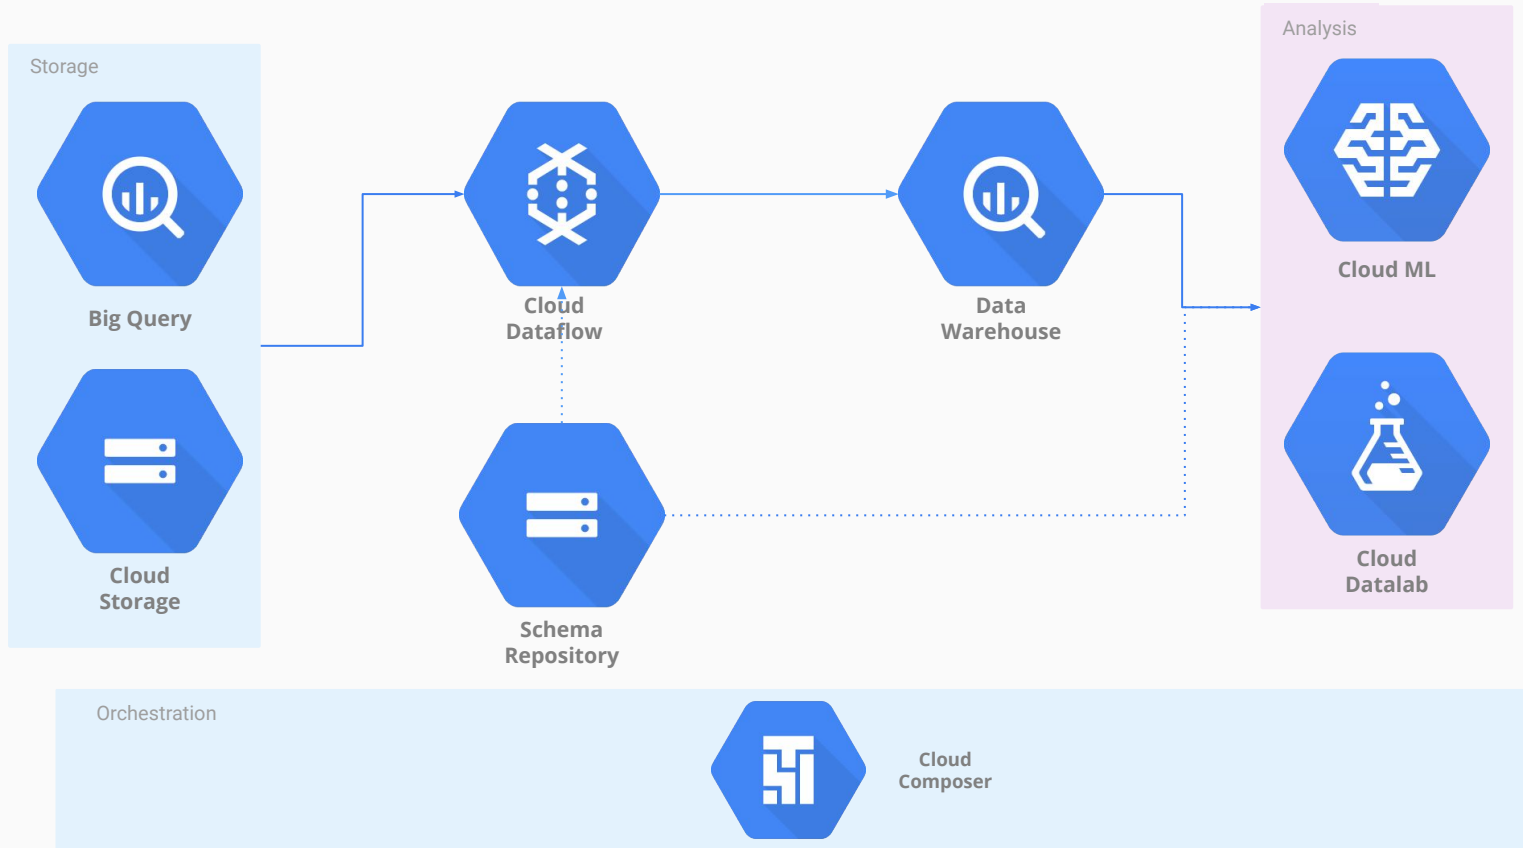 Storage
Big Query
Cloud
Storage
Cloud
Dataflow
Schema
Repository
Data
Warehouse
Analysis
Cloud ML
Cloud
Datalab
Orchestration
Cloud
Composer